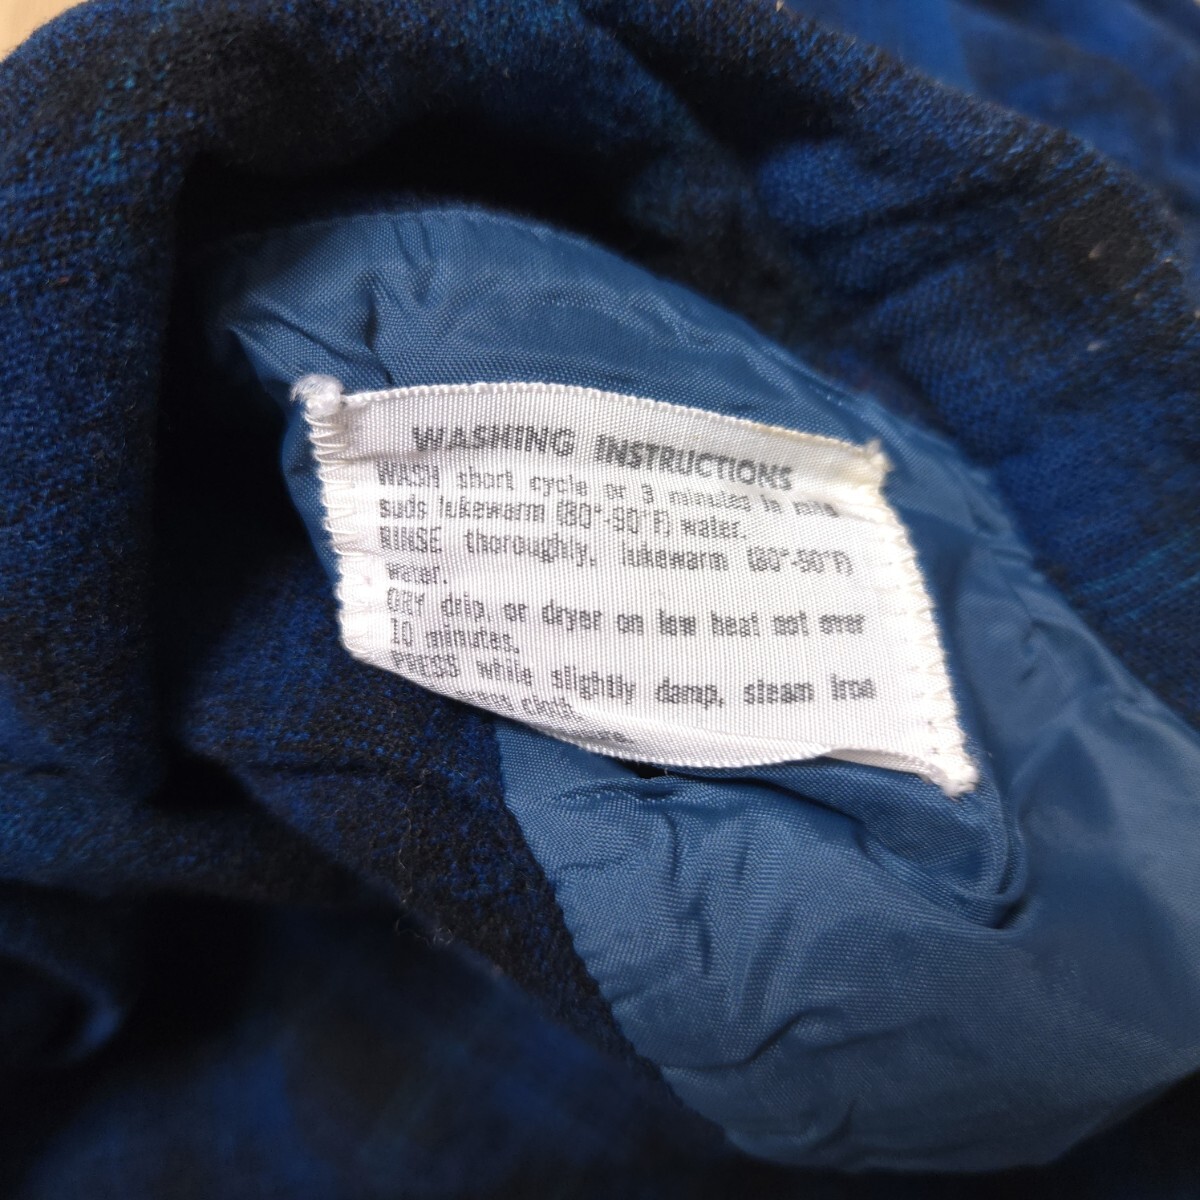 WASHING INSTRUCTIONS
WASH short cycle or 3 minutes in mild
suds lukewarm (80°-90°F) water.
RINSE thoroughly, lukewarm (80°-90°F)
water.
DRY drip, or dryer on low heat not over
10 minutes.
PRESS while slightly damp, steam iron
cloth.